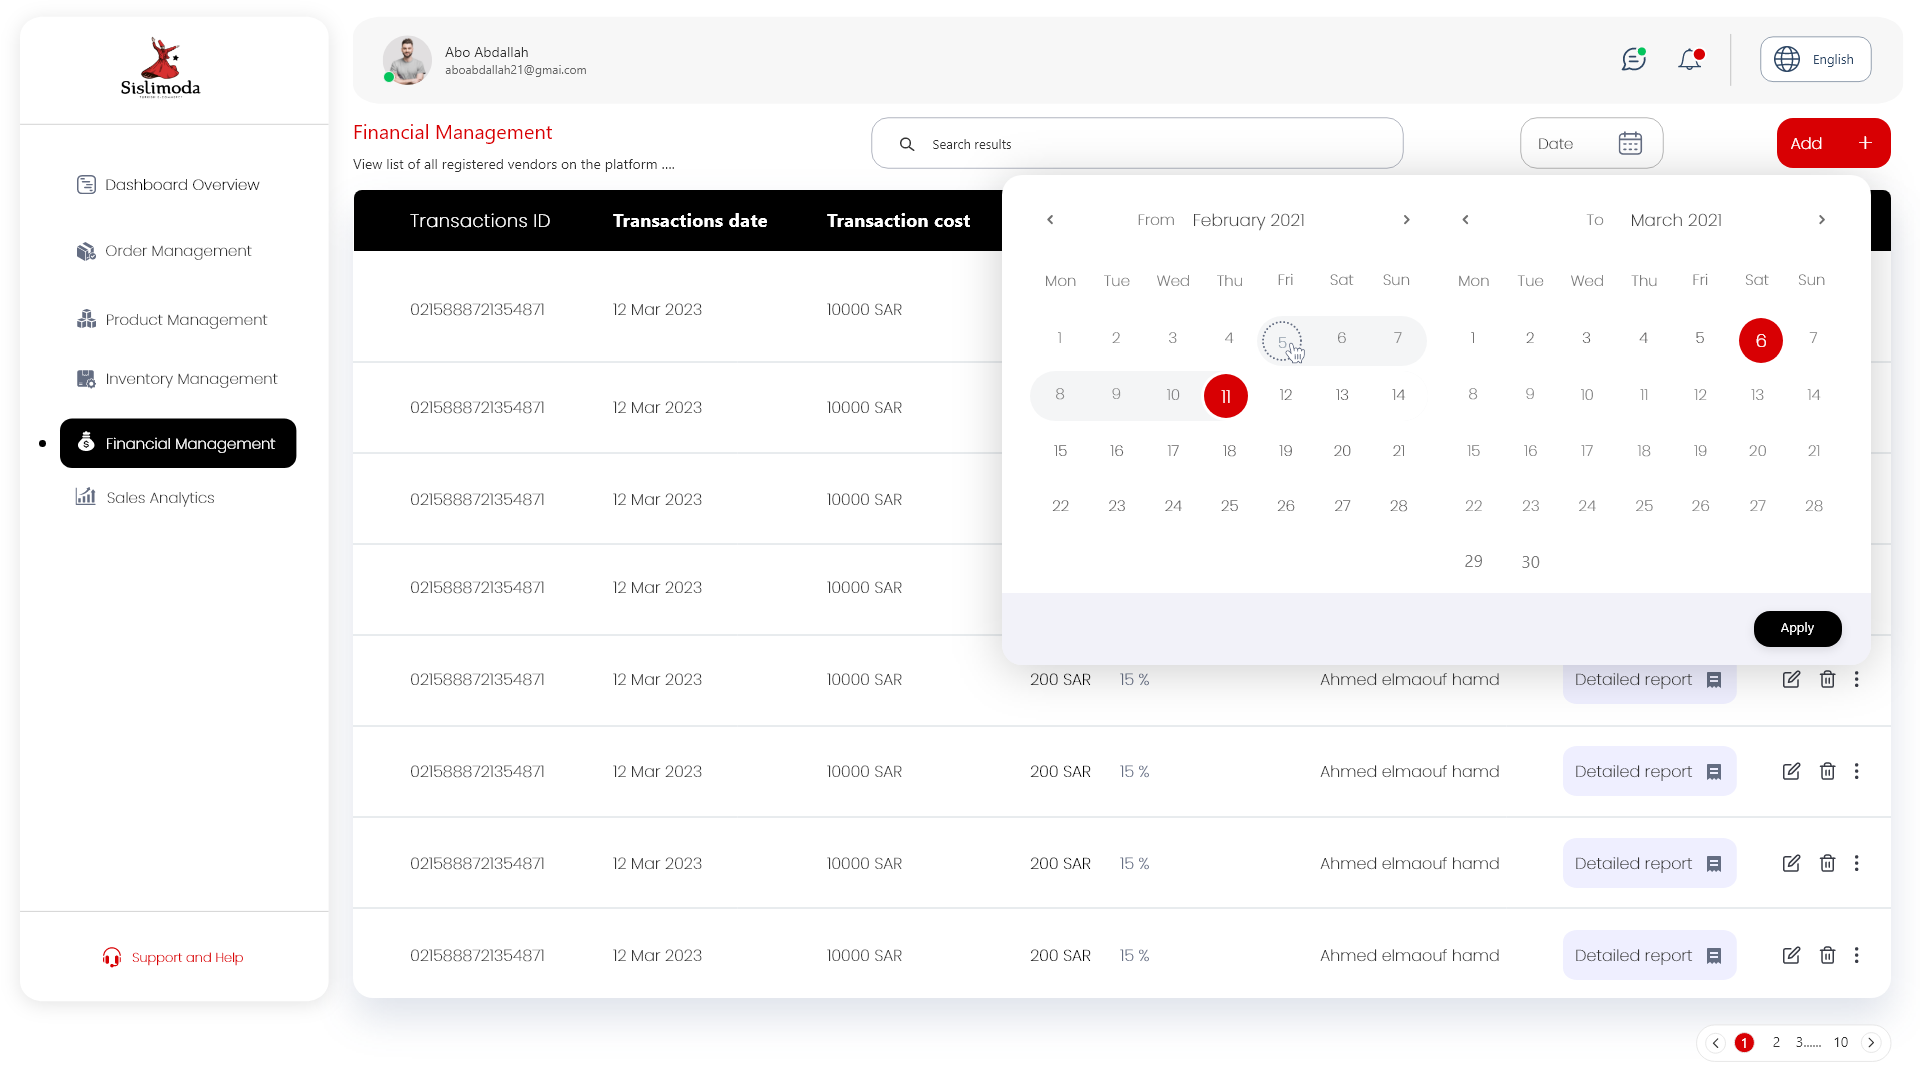 Sislimoda
Dashboard Overview
Order Management
Product Management
Inventory Management
Financial Management
Sales Analytics
Support and Help
Abo Abdallah
aboabdallah21@gmai.com
English
Financial Management
View list of all registered vendors on the platform ....
Search results
Date
Add +
Transactions ID Transactions date Transaction cost
From February 2021
Mon Tue Wed Thu Fri Sat Sun
1 2 3 4 5 6 7
8 9 10 11 12 13 14
15 16 17 18 19 20 21
22 23 24 25 26 27 28
To March 2021
Mon Tue Wed Thu Fri Sat Sun
1 2 3 4 5 6 7
8 9 10 11 12 13 14
15 16 17 18 19 20 21
22 23 24 25 26 27 28
29 30
Apply
0215888721354871 12 Mar 2023 10000 SAR
0215888721354871 12 Mar 2023 10000 SAR
0215888721354871 12 Mar 2023 10000 SAR
0215888721354871 12 Mar 2023 10000 SAR
0215888721354871 12 Mar 2023 10000 SAR 200 SAR 15 % Ahmed elmaouf hamd Detailed report
0215888721354871 12 Mar 2023 10000 SAR 200 SAR 15 % Ahmed elmaouf hamd Detailed report
0215888721354871 12 Mar 2023 10000 SAR 200 SAR 15 % Ahmed elmaouf hamd Detailed report
0215888721354871 12 Mar 2023 10000 SAR 200 SAR 15 % Ahmed elmaouf hamd Detailed report
1 2 3...... 10